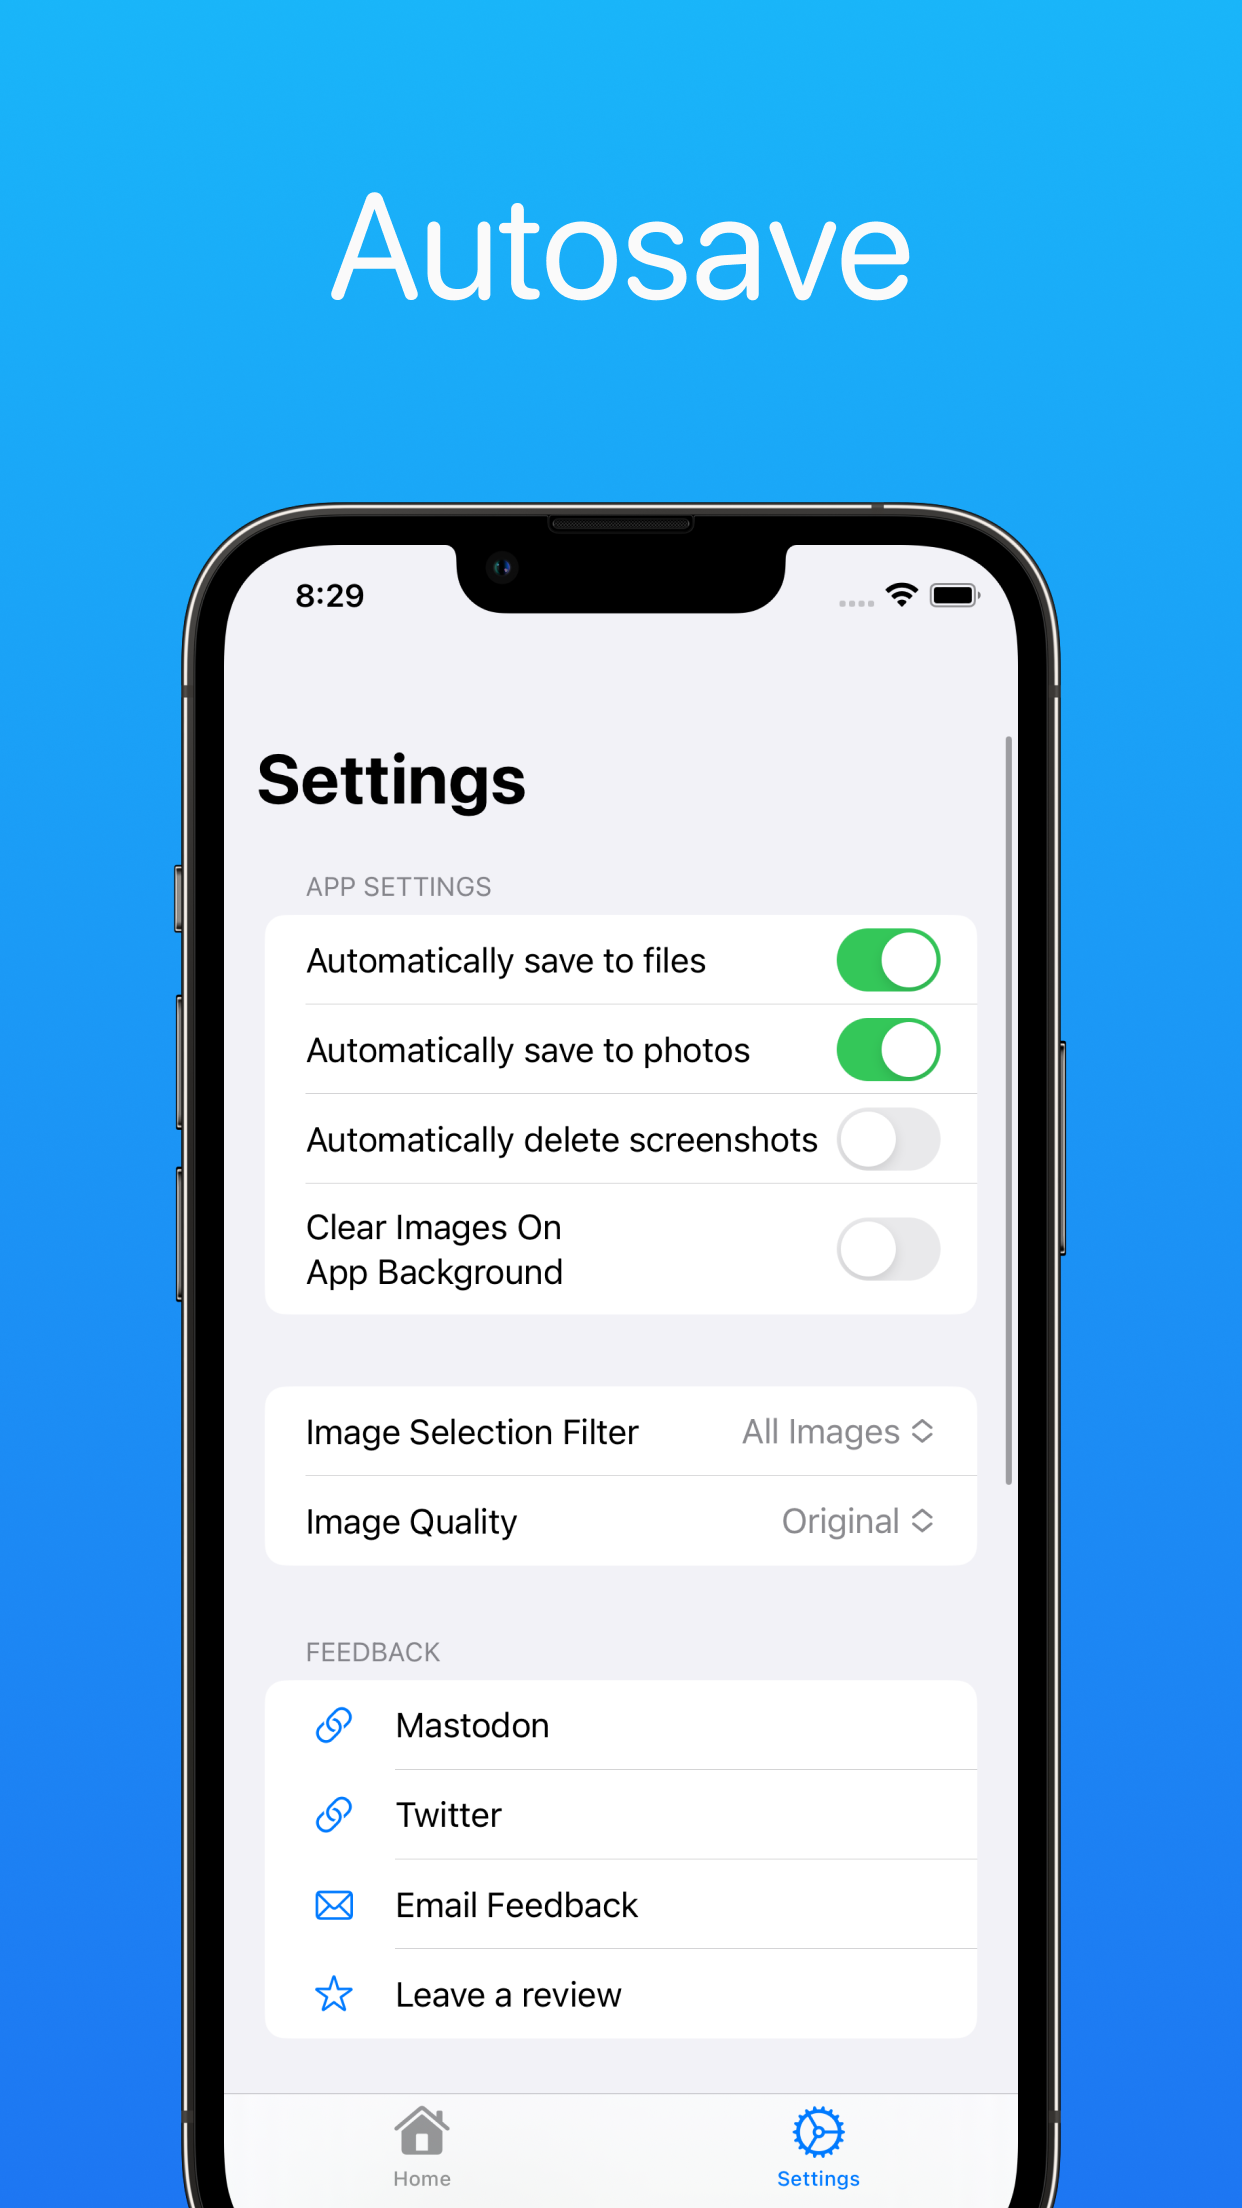 Autosave
8:29
Settings
APP SETTINGS
Automatically save to files
Automatically save to photos
Automatically delete screenshots
Clear Images On
App Background
Image Selection Filter All Images
Image Quality Original
FEEDBACK
Mastodon
Twitter
Email Feedback
Leave a review
Home Settings